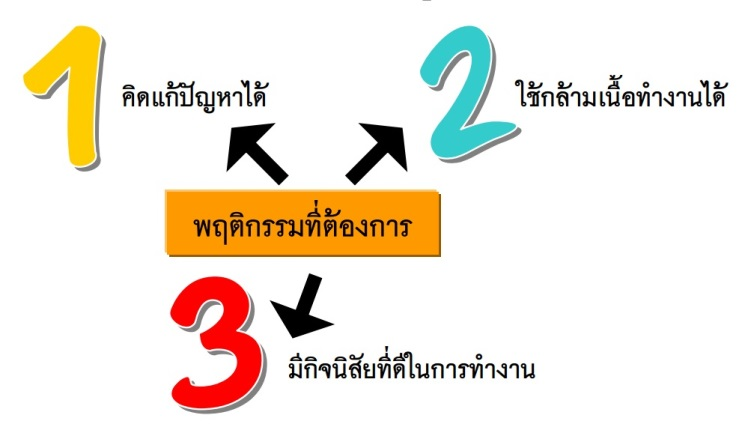 1
คิดแก้ปัญหาได้
2
ใช้กล้ามเนื้อทำงานได้
พฤติกรรมที่ต้องการ
3
มีกิจนิสัยที่ดีในการทำงาน